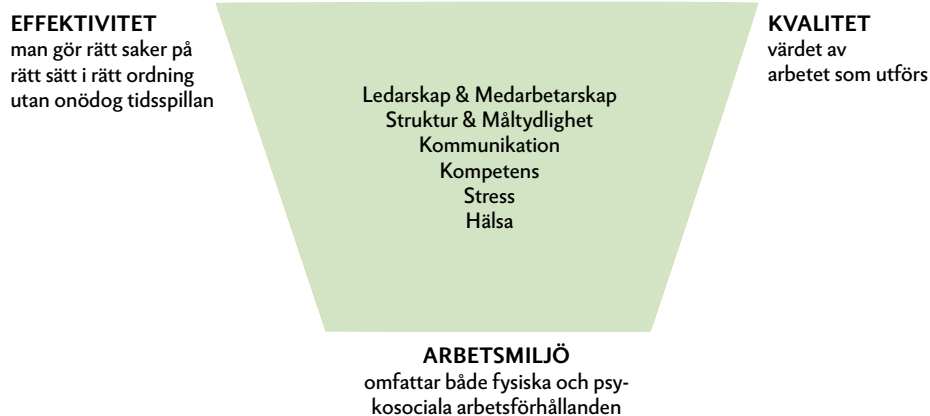 EFFEKTIVITET
man gör rätt saker på
rätt sätt i rätt ordning
utan onödog tidsspillan
KVALITET
värdet av
arbetet som utförs
Ledarskap & Medarbetarskap
Struktur & Måltydlighet
Kommunikation
Kompetens
Stress
Hälsa
ARBETSMILJÖ
omfattar både fysiska och psy-
kosociala arbetsförhållanden